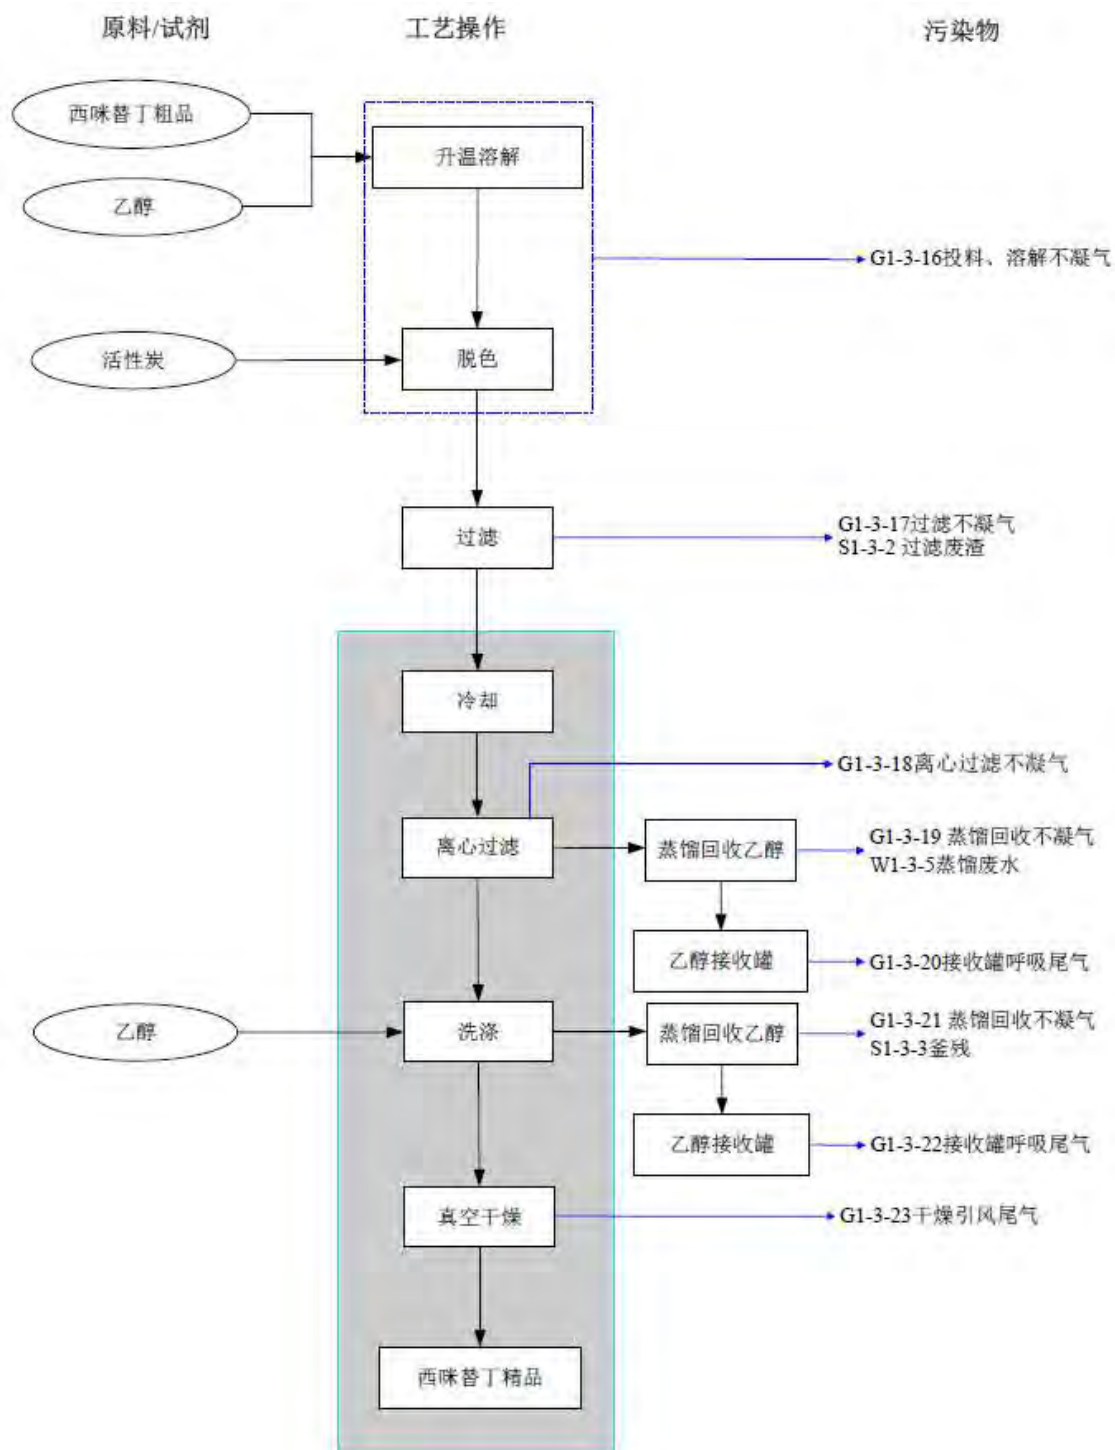 原料/试剂
工艺操作
污染物
西咪替丁粗品
升温溶解
乙醇
G1-3-16投料、溶解不凝气
活性炭
脱色
过滤
G1-3-17过滤不凝气
S1-3-2 过滤废渣
冷却
G1-3-18离心过滤不凝气
离心过滤
蒸馏回收乙醇
G1-3-19 蒸馏回收不凝气
W1-3-5蒸馏废水
乙醇接收罐
G1-3-20接收罐呼吸尾气
乙醇
洗涤
蒸馏回收乙醇
G1-3-21 蒸馏回收不凝气
S1-3-3釜残
乙醇接收罐
G1-3-22接收罐呼吸尾气
真空干燥
G1-3-23干燥引风尾气
西咪替丁精品